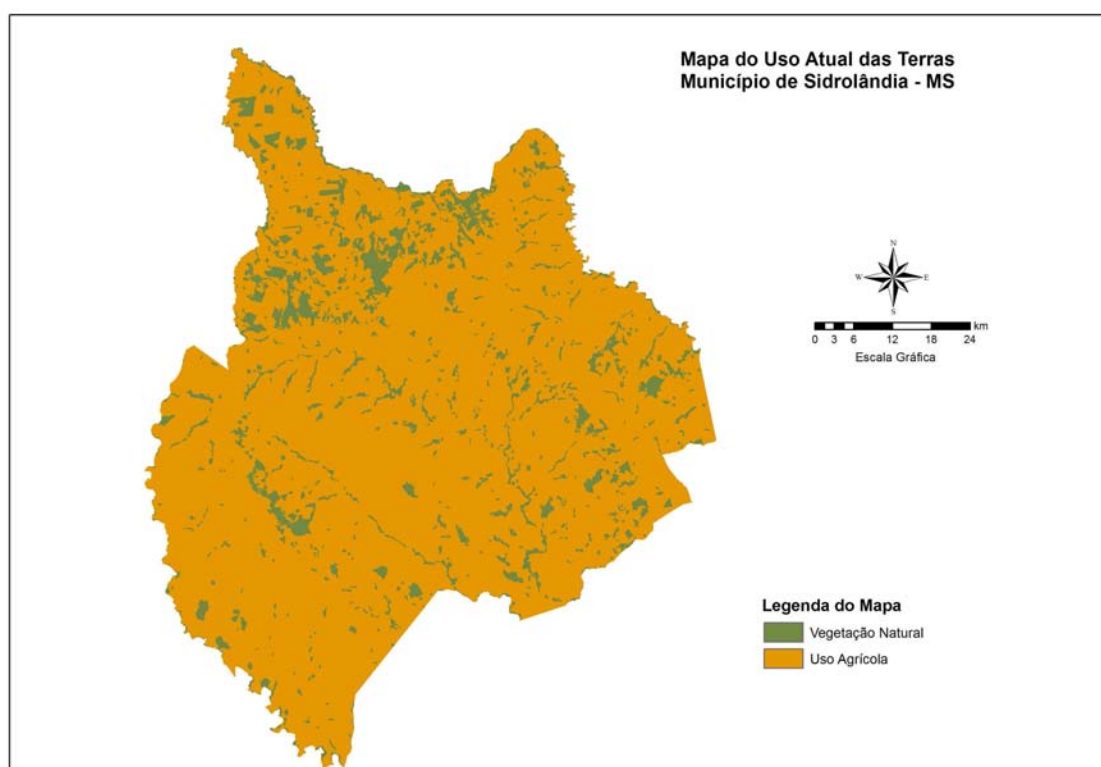 Mapa do Uso Atual das Terras
Município de Sidrolândia - MS
N
W
E
S
km
0 3 6 12 18 24
Escala Gráfica
Legenda do Mapa
Vegetação Natural
Uso Agrícola